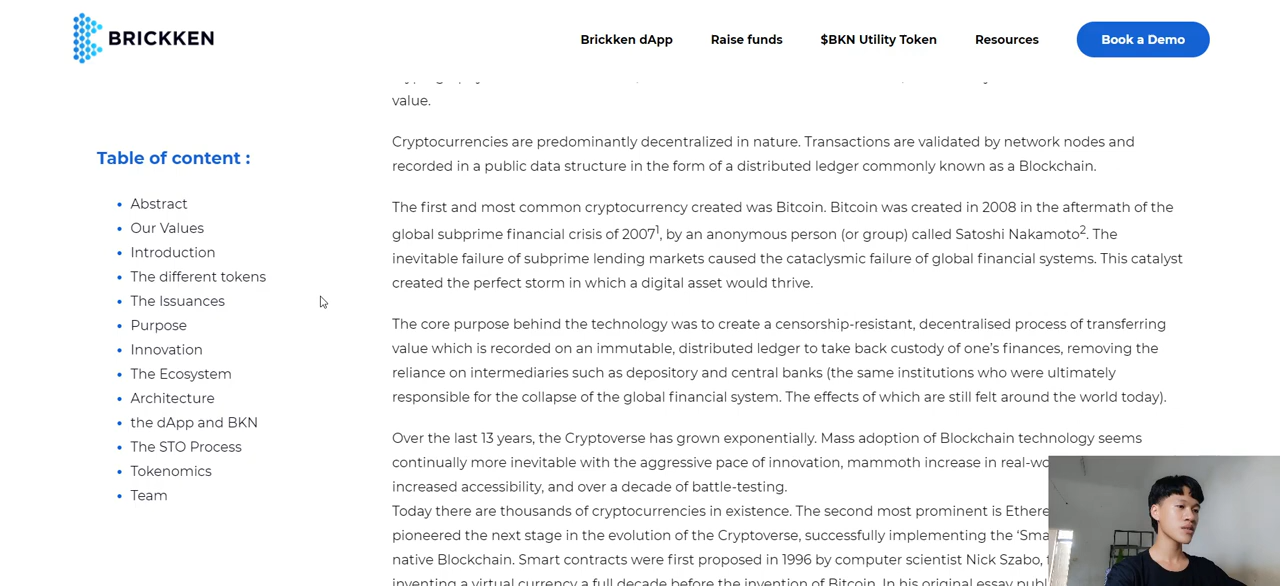 BRICKKEN
Brickken dApp
Raise funds
$BKN Utility Token
Resources
Book a Demo
Table of content :
Abstract
Our Values
Introduction
The different tokens
The Issuances
Purpose
Innovation
The Ecosystem
Architecture
the dApp and BKN
The STO Process
Tokenomics
Team
value.
Cryptocurrencies are predominantly decentralized in nature. Transactions are validated by network nodes and
recorded in a public data structure in the form of a distributed ledger commonly known as a Blockchain.
The first and most common cryptocurrency created was Bitcoin. Bitcoin was created in 2008 in the aftermath of the
global subprime financial crisis of 2007¹, by an anonymous person (or group) called Satoshi Nakamoto². The
inevitable failure of subprime lending markets caused the cataclysmic failure of global financial systems. This catalyst
created the perfect storm in which a digital asset would thrive.
The core purpose behind the technology was to create a censorship-resistant, decentralised process of transferring
value which is recorded on an immutable, distributed ledger to take back custody of one's finances, removing the
reliance on intermediaries such as depository and central banks (the same institutions who were ultimately
responsible for the collapse of the global financial system. The effects of which are still felt around the world today).
Over the last 13 years, the Cryptoverse has grown exponentially. Mass adoption of Blockchain technology seems
continually more inevitable with the aggressive pace of innovation, mammoth increase in
increased accessibility, and over a decade of battle-testing.
Today there are thousands of cryptocurrencies in existence. The second most prominent is
pioneered the next stage in the evolution of the Cryptoverse, successfully implementing the
native Blockchain. Smart contracts were first proposed in 1996 by computer scientist Nick Szabo,
inventing a virtual currency a full decade before the invention of Bitcoin. In his original essay